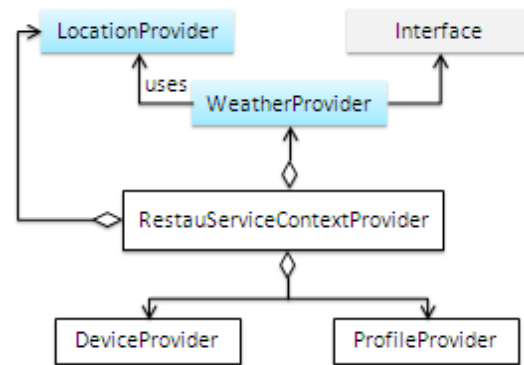 LocationProvider
Interface
uses
WeatherProvider
RestauServiceContextProvider
DeviceProvider
ProfileProvider